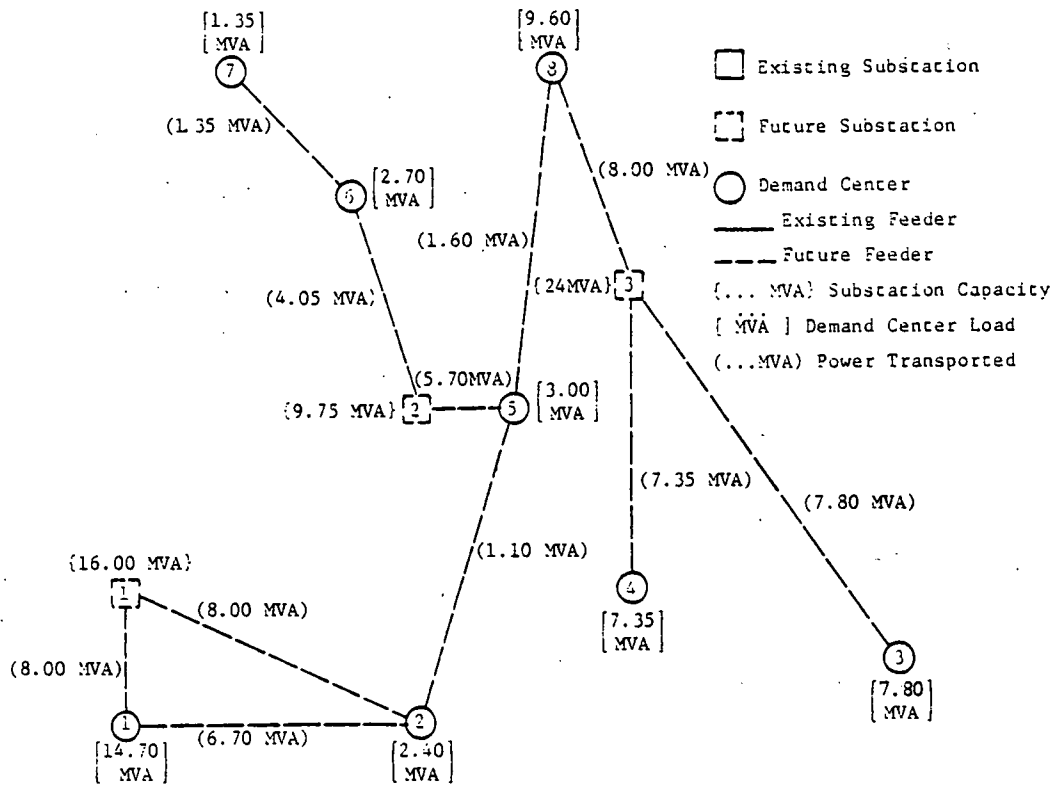 [1.35
MVA]
7
(1.35 MVA)
6
[2.70
MVA]
(4.05 MVA)
[9.60
MVA]
8
(1.60 MVA)
(8.00 MVA)
{24MVA}
3
(5.70MVA)
{9.75 MVA}
2
5
[3.00
MVA]
(1.10 MVA)
(7.35 MVA)
(7.80 MVA)
4
[7.35
MVA]
3
[7.80
MVA]
{16.00 MVA}
1
(8.00 MVA)
(8.00 MVA)
1
(6.70 MVA)
2
[14.70
MVA]
[2.40
MVA]
Existing Substation
Future Substation
Demand Center
Existing Feeder
Future Feeder
{... MVA} Substation Capacity
[ MVA ] Demand Center Load
(...MVA) Power Transported